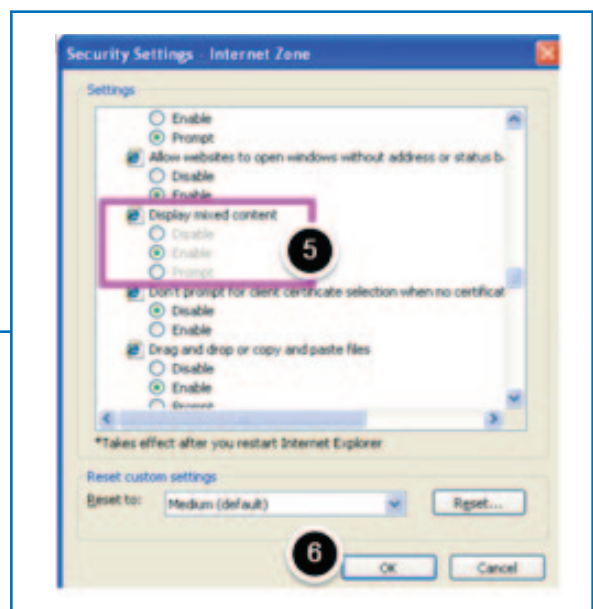 Security Settings - Internet Zone
Settings
Enable
Prompt
Allow websites to open windows without address or status b
Disable
Enable
Display mixed content
Disable
Enable
Prompt
5
Don't prompt for client certificate selection when no certificat
Disable
Enable
Drag and drop or copy and paste files
Disable
Enable
Prompt
*Takes effect after you restart Internet Explorer
Reset custom settings
Reset to: Medium (default) Reset...
6
OK Cancel